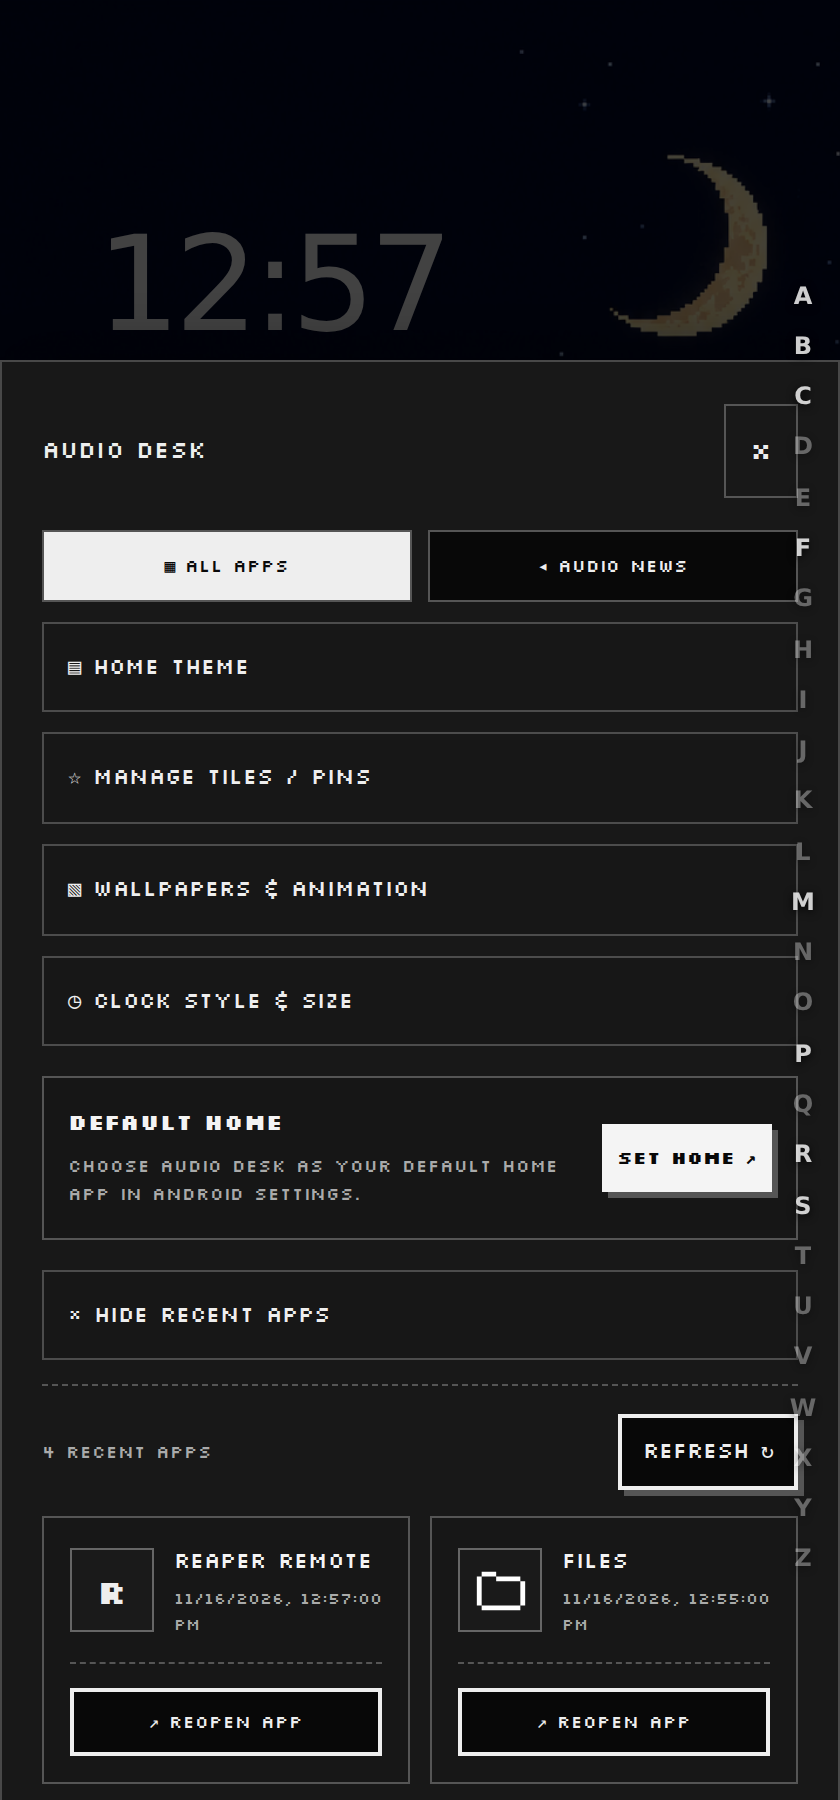 12:57
AUDIO DESK
×
▦ ALL APPS
◂ AUDIO NEWS
▤ HOME THEME
☆ MANAGE TILES / PINS
▧ WALLPAPERS & ANIMATION
◷ CLOCK STYLE & SIZE
DEFAULT HOME
CHOOSE AUDIO DESK AS YOUR DEFAULT HOME
APP IN ANDROID SETTINGS.
SET HOME ↗
× HIDE RECENT APPS
4 RECENT APPS
REFRESH ↻
R
REAPER REMOTE
11/16/2026, 12:57:00
PM
↗ REOPEN APP
FILES
11/16/2026, 12:55:00
PM
↗ REOPEN APP
A
B
C
D
E
F
G
H
I
J
K
L
M
N
O
P
Q
R
S
T
U
V
W
X
Y
Z